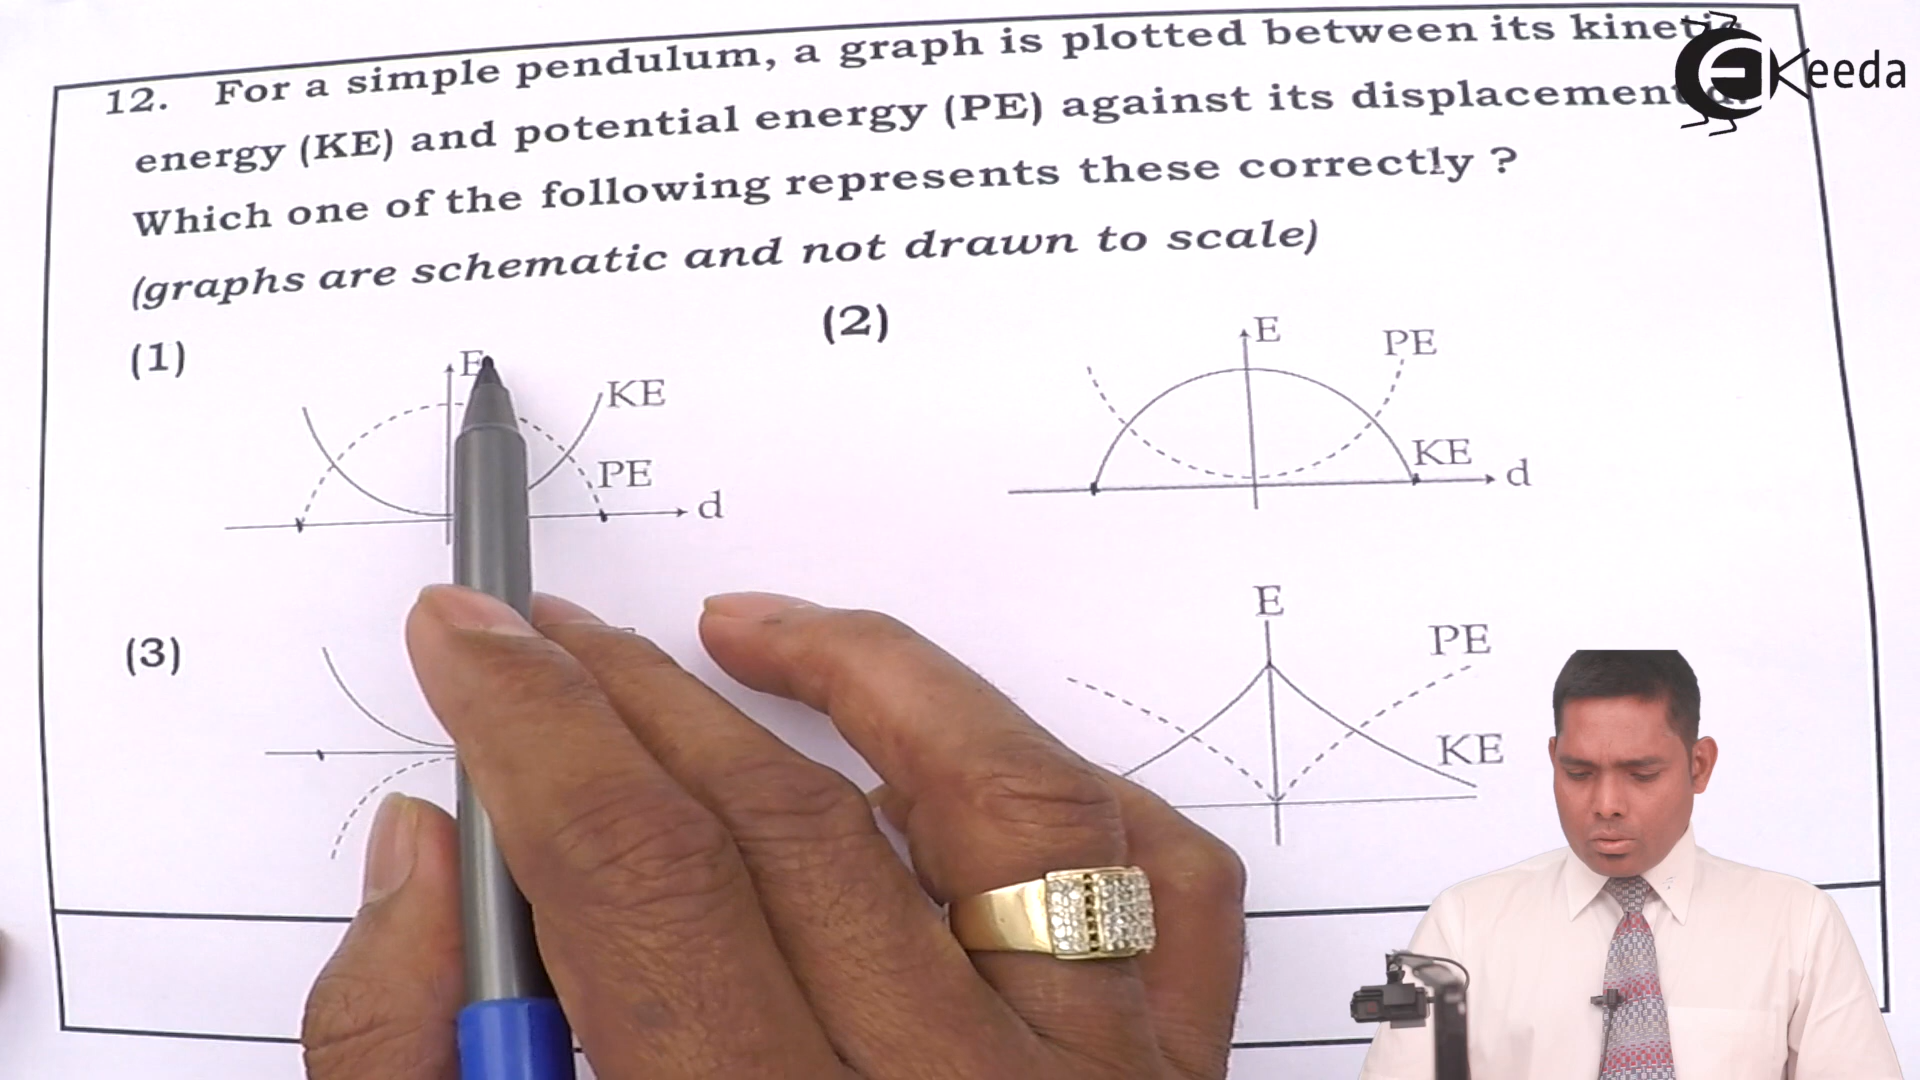 12. For a simple pendulum, a graph is plotted between its kinetic
energy (KE) and potential energy (PE) against its displacement d.
Which one of the following represents these correctly ?
(graphs are schematic and not drawn to scale)
(1)
E
KE
PE
d
(2)
E
PE
KE
d
(3)
E
PE
KE
Keeda